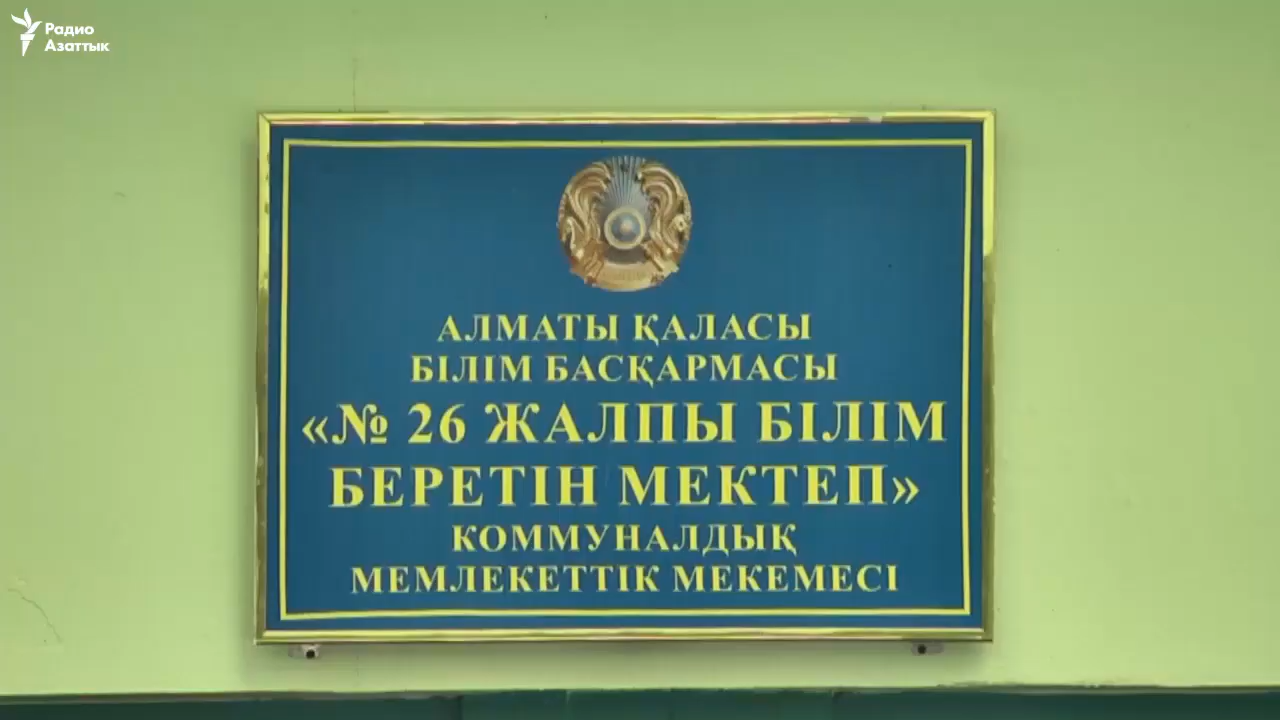 Радио
Азаттык
АЛМАТЫ ҚАЛАСЫ
БІЛІМ БАСҚАРМАСЫ
«№ 26 ЖАЛПЫ БІЛІМ
БЕРЕТІН МЕКТЕП»
КОММУНАЛДЫҚ
МЕМЛЕКЕТТІК МЕКЕМЕСІ